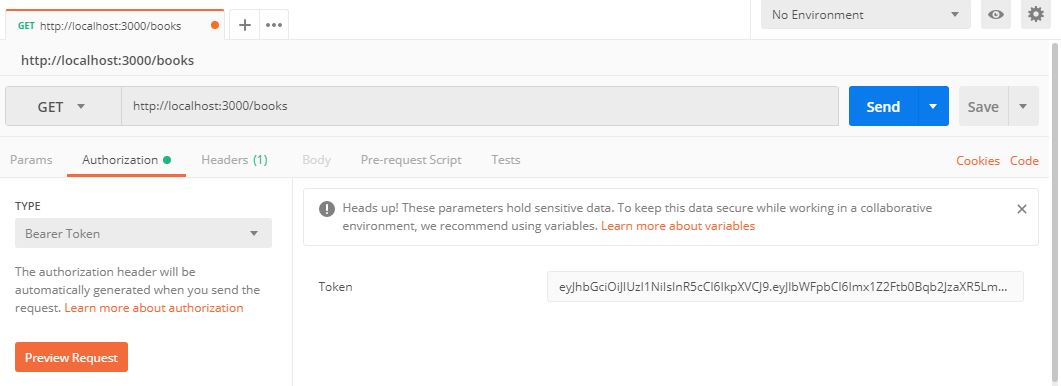 GET http://localhost:3000/books
No Environment
http://localhost:3000/books
GET http://localhost:3000/books Send Save
Params Authorization Headers (1) Body Pre-request Script Tests Cookies Code
TYPE
Bearer Token
The authorization header will be
automatically generated when you send the
request. Learn more about authorization
Preview Request
Heads up! These parameters hold sensitive data. To keep this data secure while working in a collaborative
environment, we recommend using variables. Learn more about variables
Token eyJhbGciOiJIUzI1NiIsInR5cCI6IkpXVCJ9.eyJlbWFpbCI6Imx1Z2Ftb0Bqb2JzaXR5Lm...